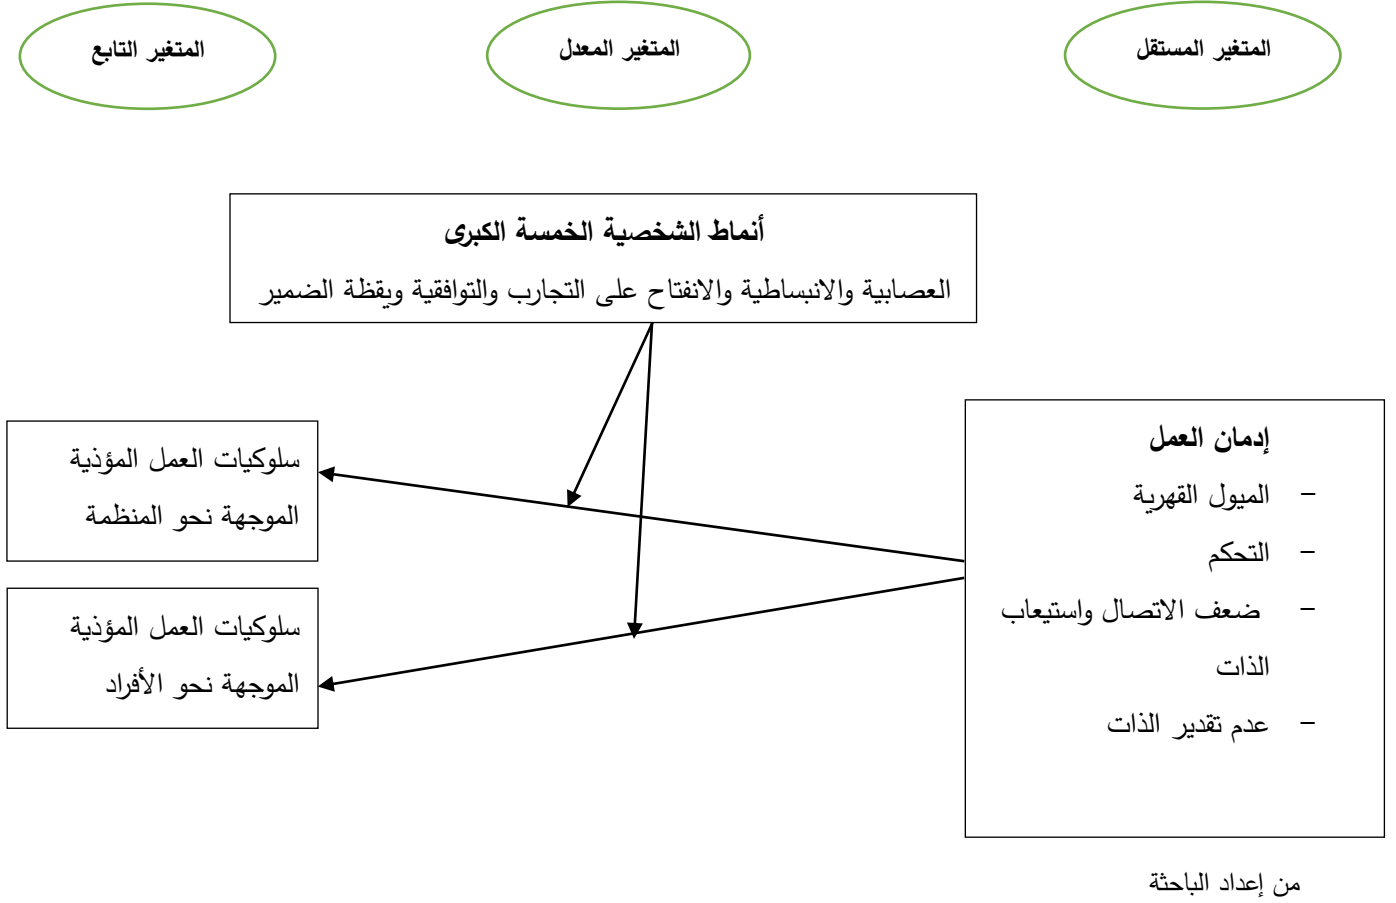 المتغير المستقل
المتغير المعدل
المتغير التابع
أنماط الشخصية الخمسة الكبرى
العصابية والانبساطية والانفتاح على التجارب والتوافقية ويقظة الضمير
إدمان العمل
- الميول القهرية
- التحكم
- ضعف الاتصال واستيعاب
الذات
- عدم تقدير الذات
سلوكيات العمل المؤذية
الموجهة نحو المنظمة
سلوكيات العمل المؤذية
الموجهة نحو الأفراد
من إعداد الباحثة